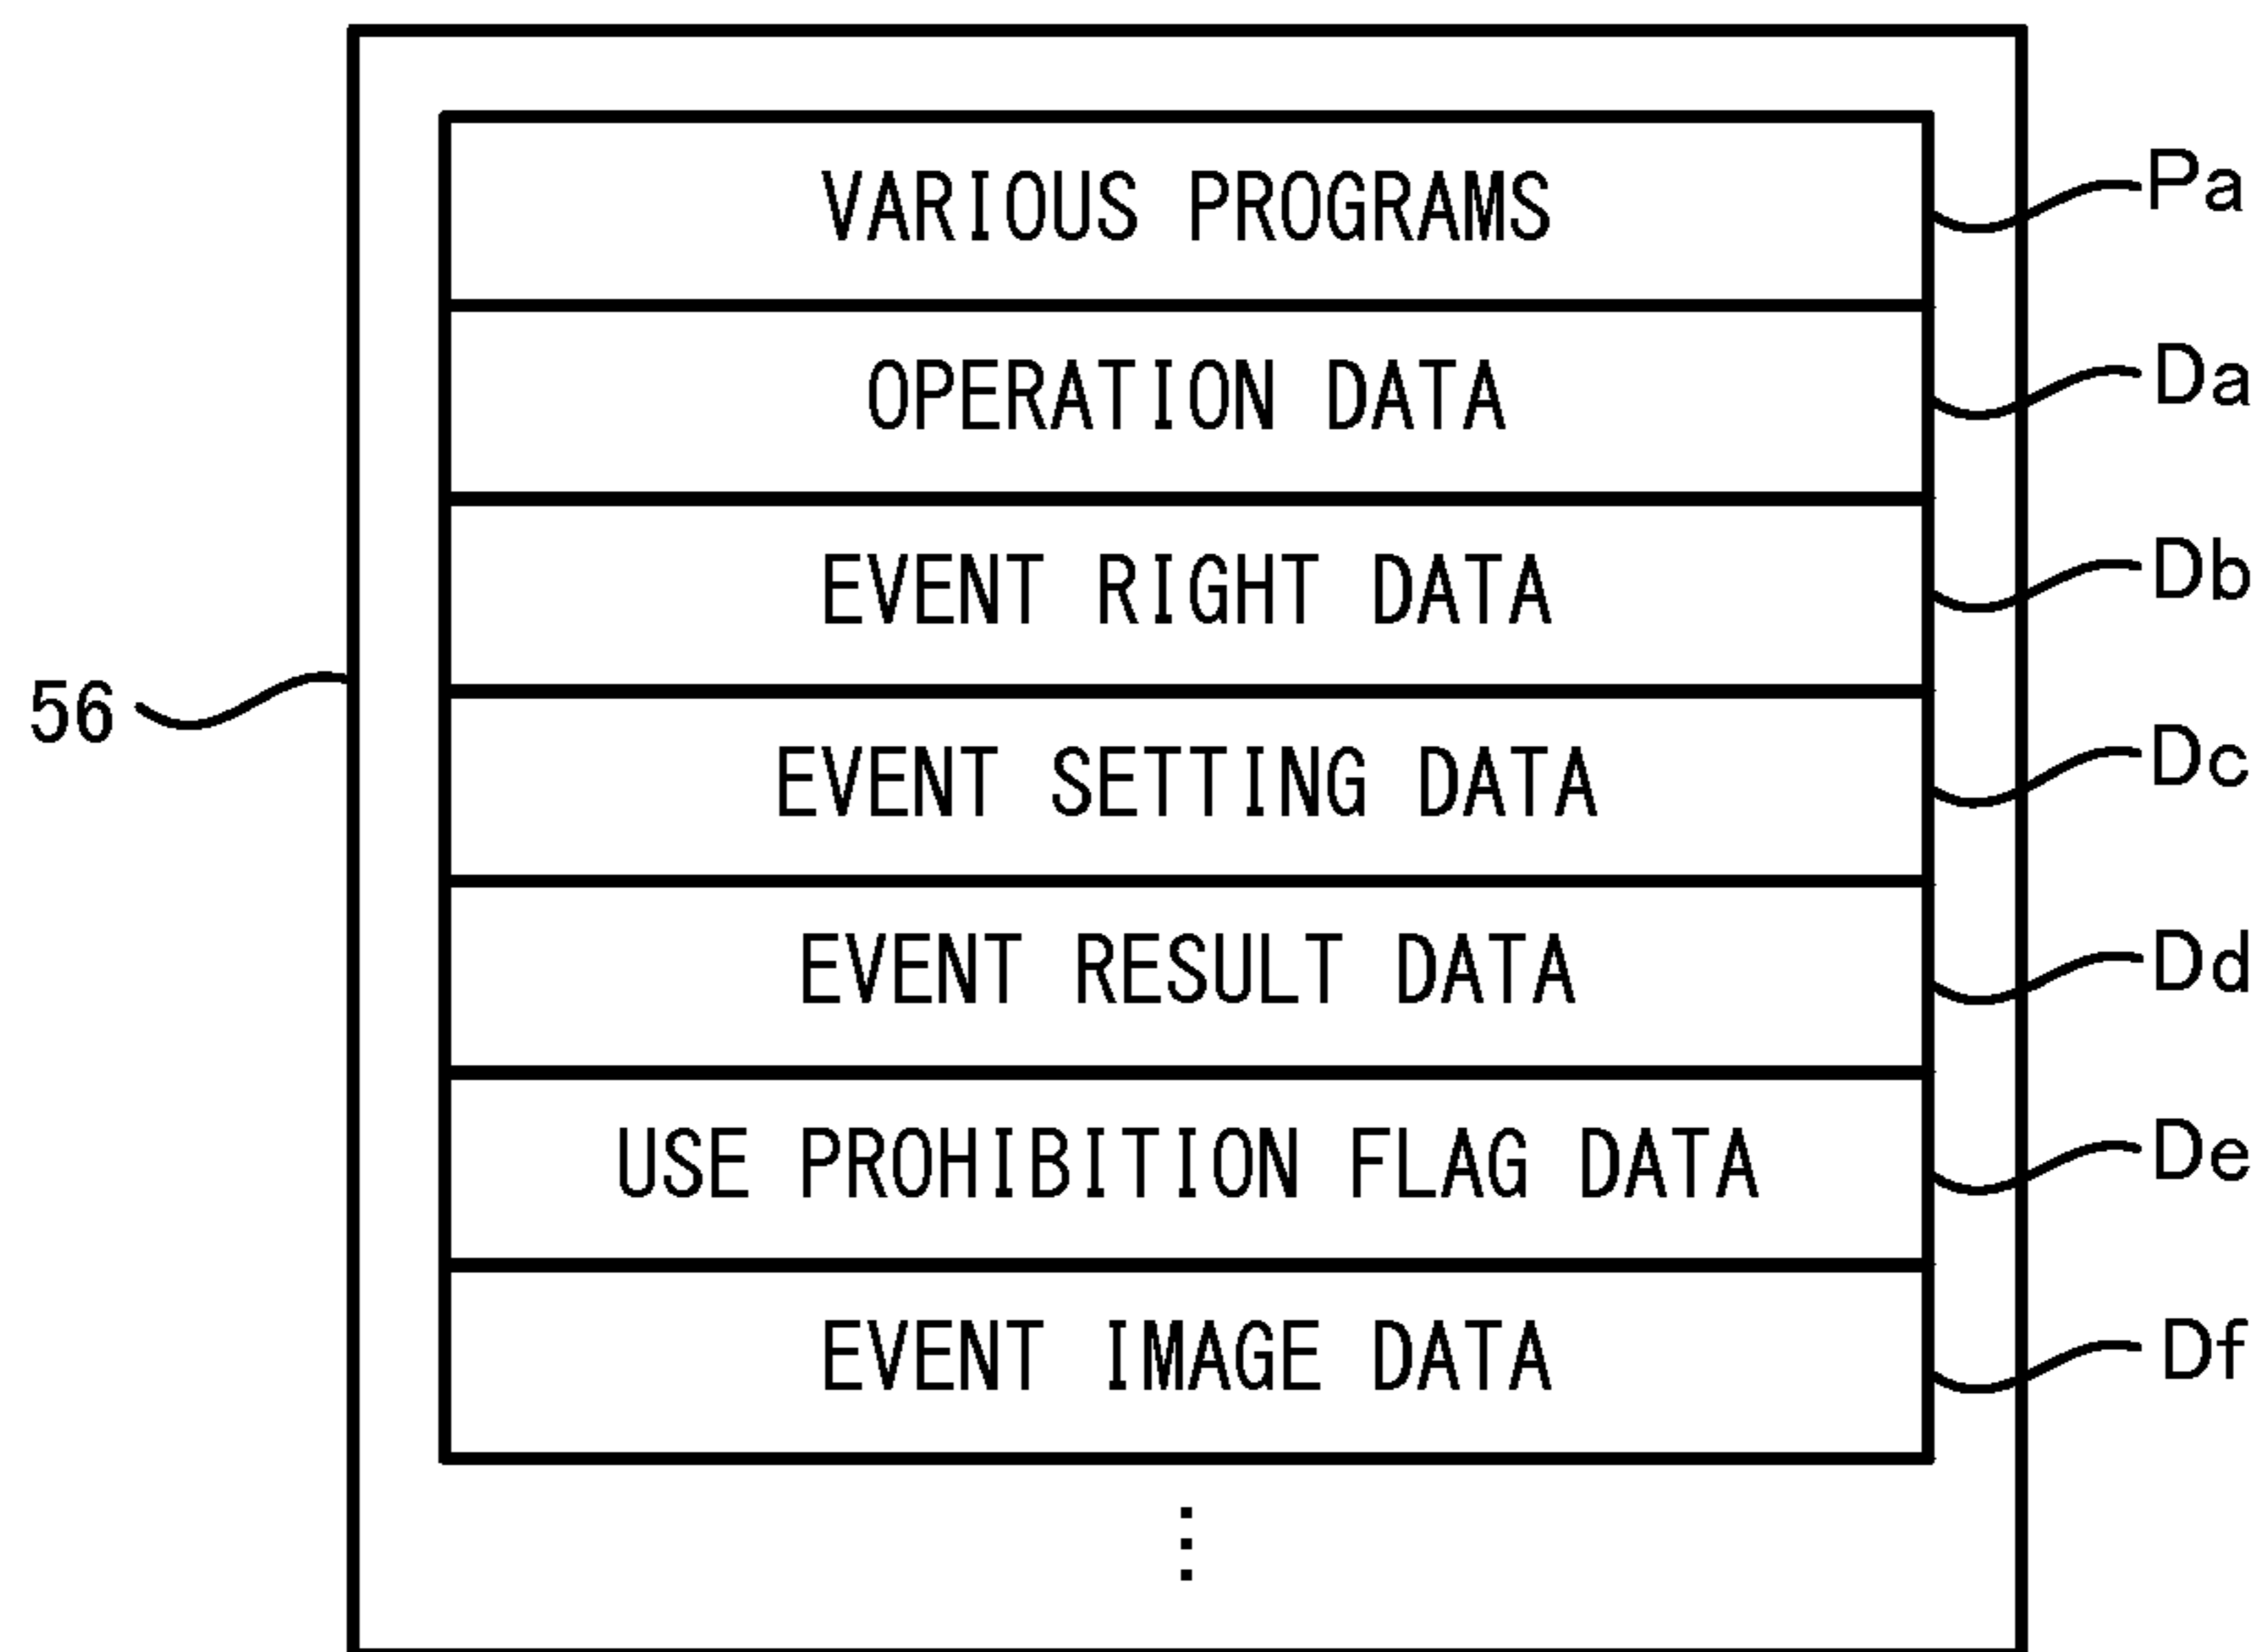 VARIOUS PROGRAMS Pa
OPERATION DATA Da
EVENT RIGHT DATA Db
56
EVENT SETTING DATA Dc
EVENT RESULT DATA Dd
USE PROHIBITION FLAG DATA De
EVENT IMAGE DATA Df